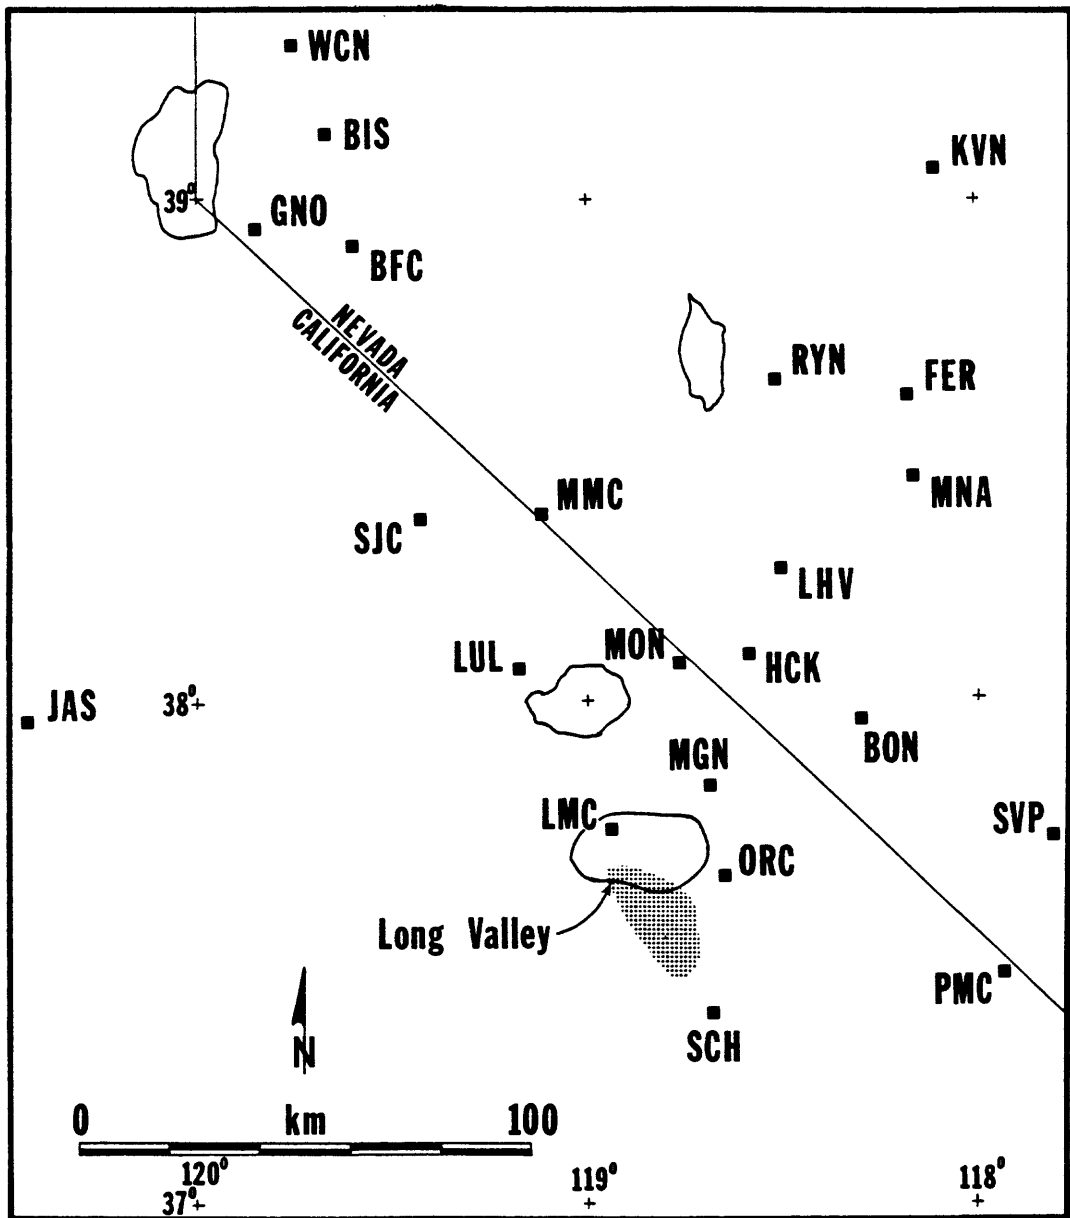 WCN
BIS
KVN
39°
GNO
BFC
NEVADA
CALIFORNIA
RYN
FER
MNA
MMC
SJC
LHV
LUL
MON
HCK
JAS
38°
BON
MGN
LMC
SVP
ORC
Long Valley
PMC
N
SCH
0 km 100
120°
119°
118°
37°